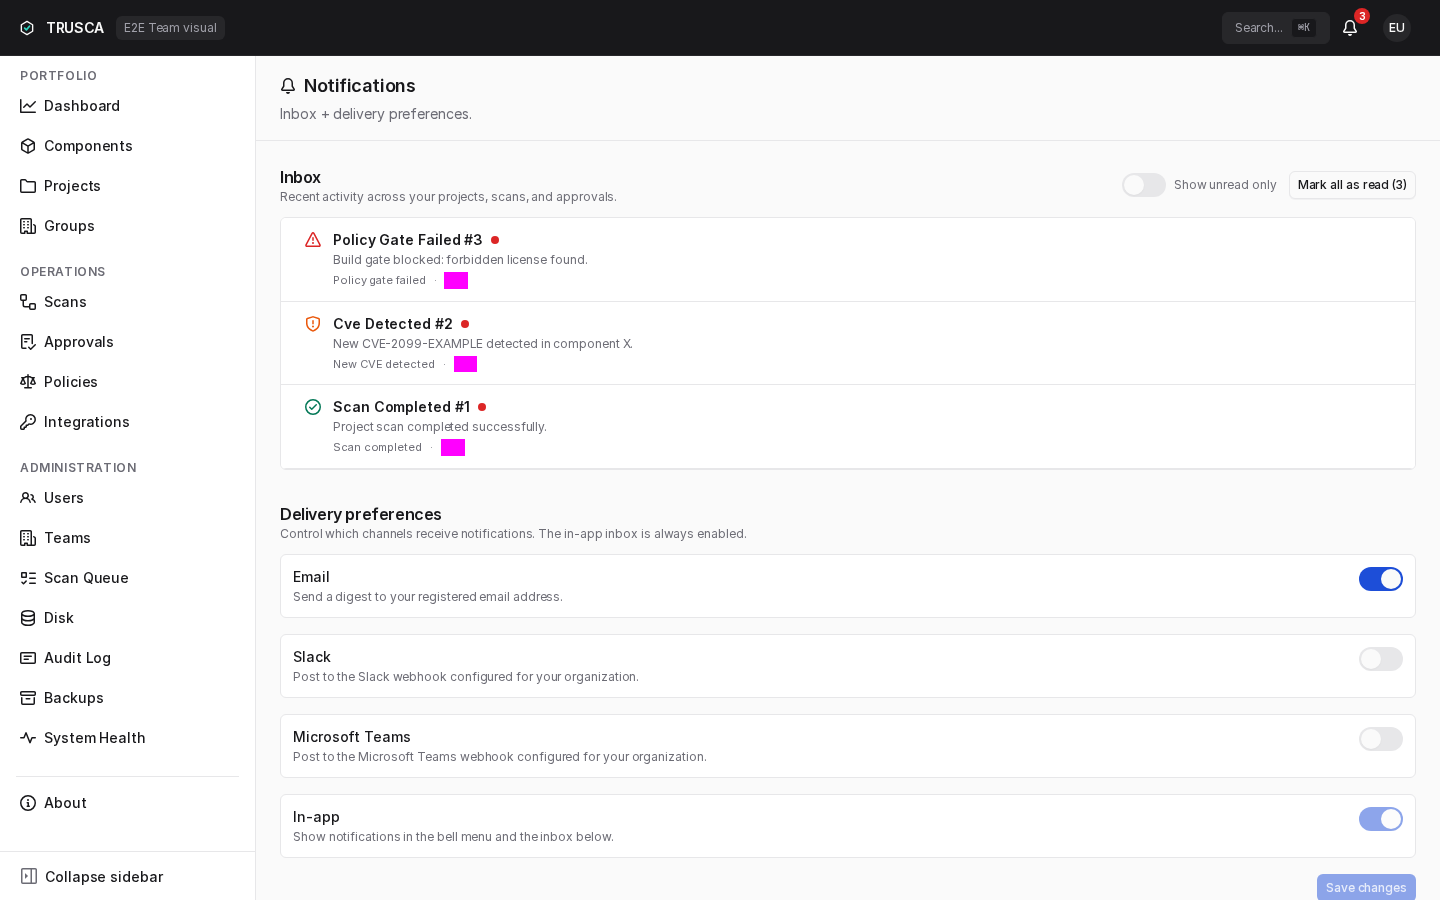 TRUSCA
E2E Team visual
Search... ⌘K
3
EU
PORTFOLIO
Dashboard
Components
Projects
Groups
OPERATIONS
Scans
Approvals
Policies
Integrations
ADMINISTRATION
Users
Teams
Scan Queue
Disk
Audit Log
Backups
System Health
About
Collapse sidebar
Notifications
Inbox + delivery preferences.
Inbox
Recent activity across your projects, scans, and approvals.
Show unread only
Mark all as read (3)
Policy Gate Failed #3
Build gate blocked: forbidden license found.
Policy gate failed ·
Cve Detected #2
New CVE-2099-EXAMPLE detected in component X.
New CVE detected ·
Scan Completed #1
Project scan completed successfully.
Scan completed ·
Delivery preferences
Control which channels receive notifications. The in-app inbox is always enabled.
Email
Send a digest to your registered email address.
Slack
Post to the Slack webhook configured for your organization.
Microsoft Teams
Post to the Microsoft Teams webhook configured for your organization.
In-app
Show notifications in the bell menu and the inbox below.
Save changes